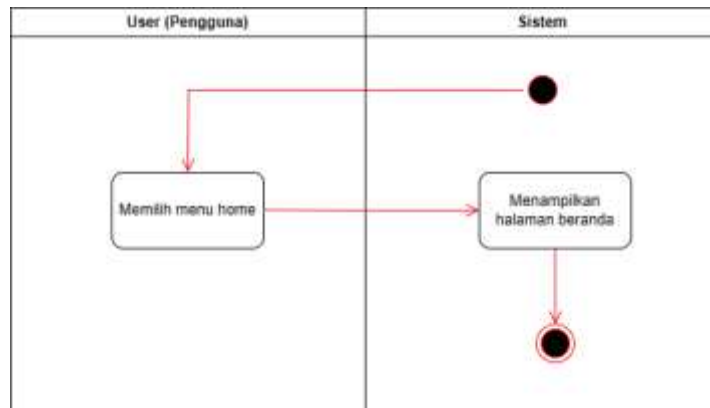 User (Pengguna)
Sistem
Memilih menu home
Menampilkan
halaman beranda